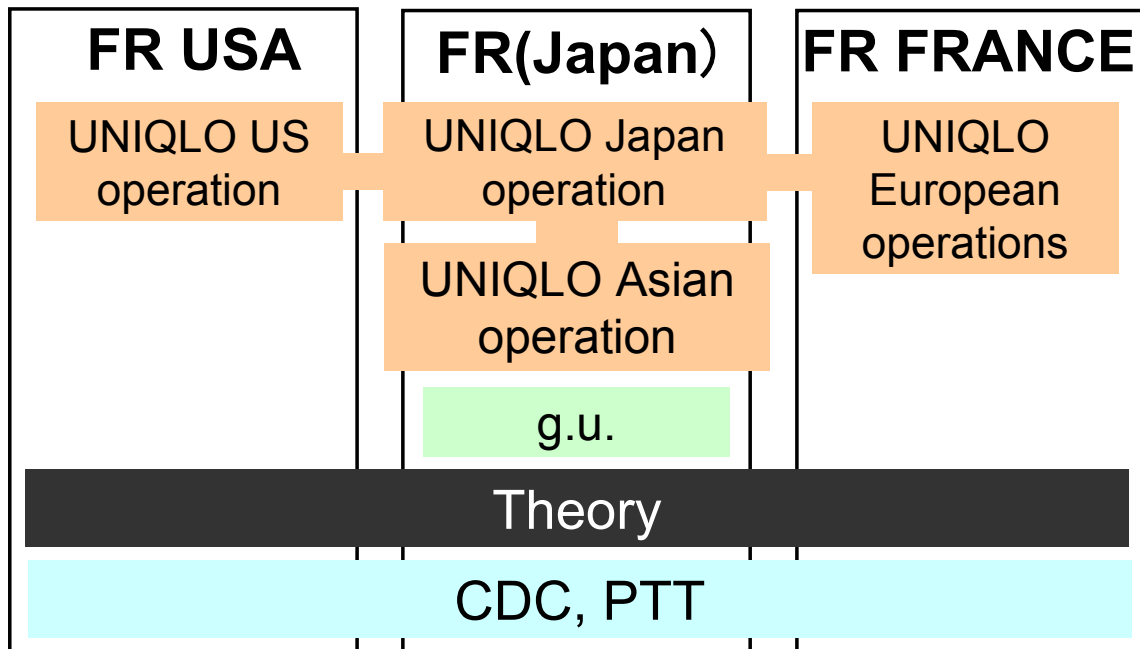 FR USA
FR(Japan）
FR FRANCE
UNIQLO US
operation
UNIQLO Japan
operation
UNIQLO
European
operations
UNIQLO Asian
operation
g.u.
Theory
CDC, PTT